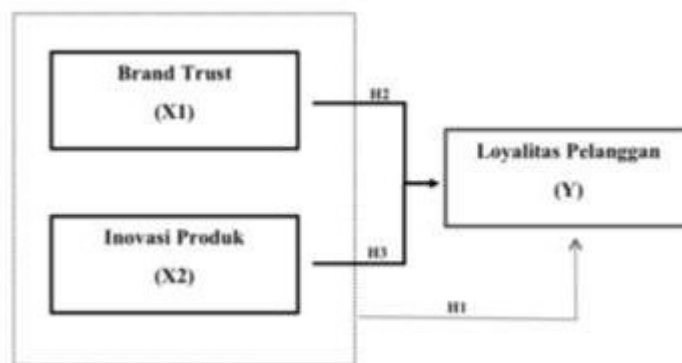 Brand Trust
(X1)
H2
Loyalitas Pelanggan
(Y)
Inovasi Produk
(X2)
H3
H1